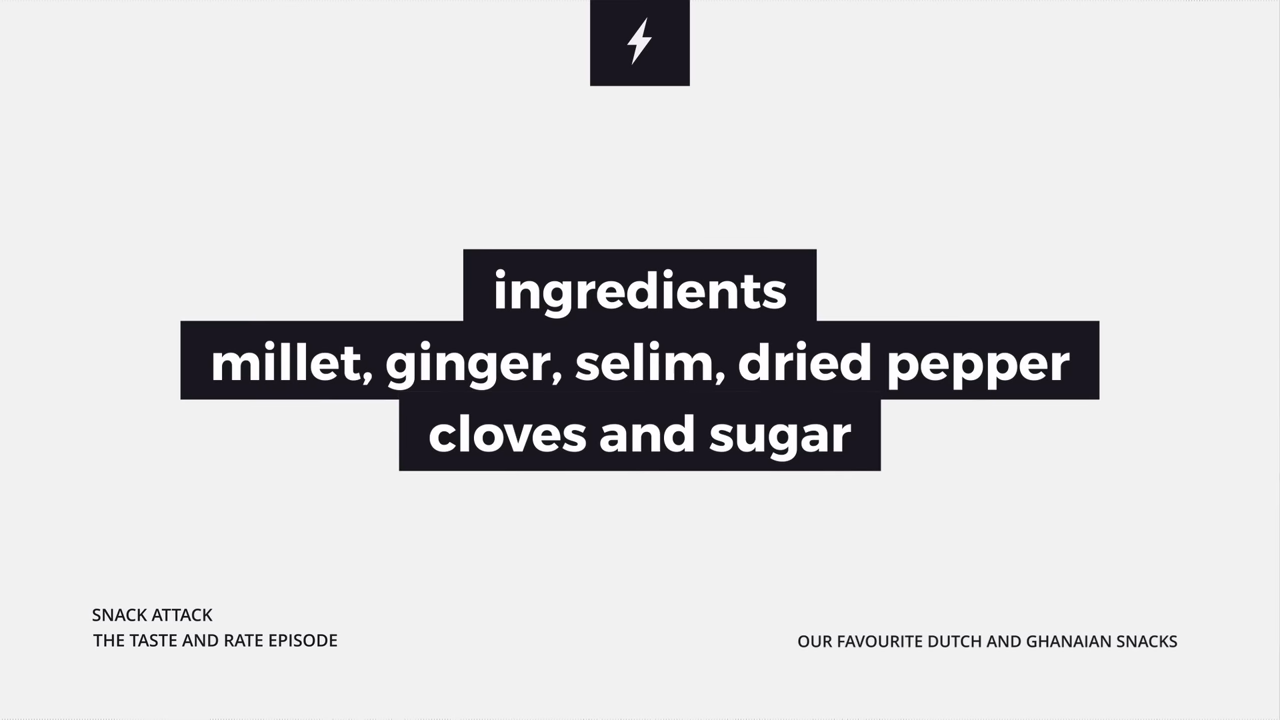 ingredients
millet, ginger, selim, dried pepper
cloves and sugar
SNACK ATTACK
THE TASTE AND RATE EPISODE
OUR FAVOURITE DUTCH AND GHANAIAN SNACKS